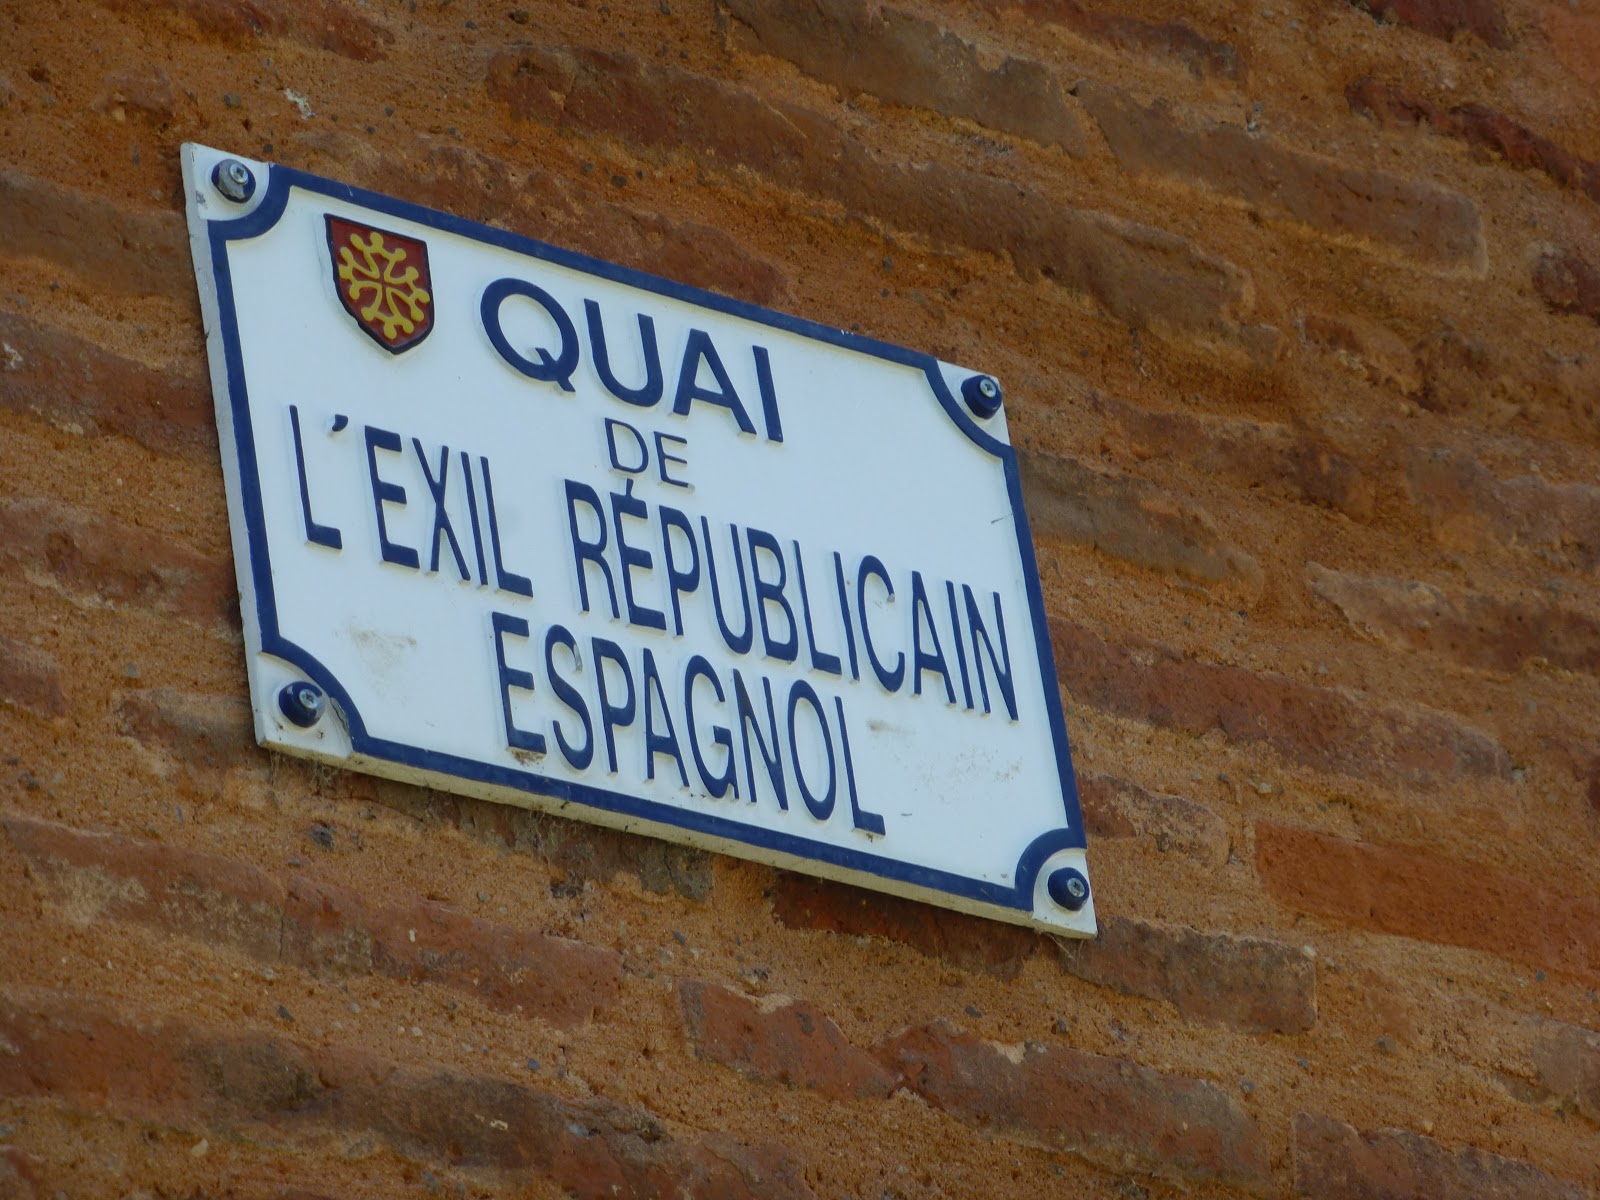 QUAI
DE
L'EXIL RÉPUBLICAIN
ESPAGNOL